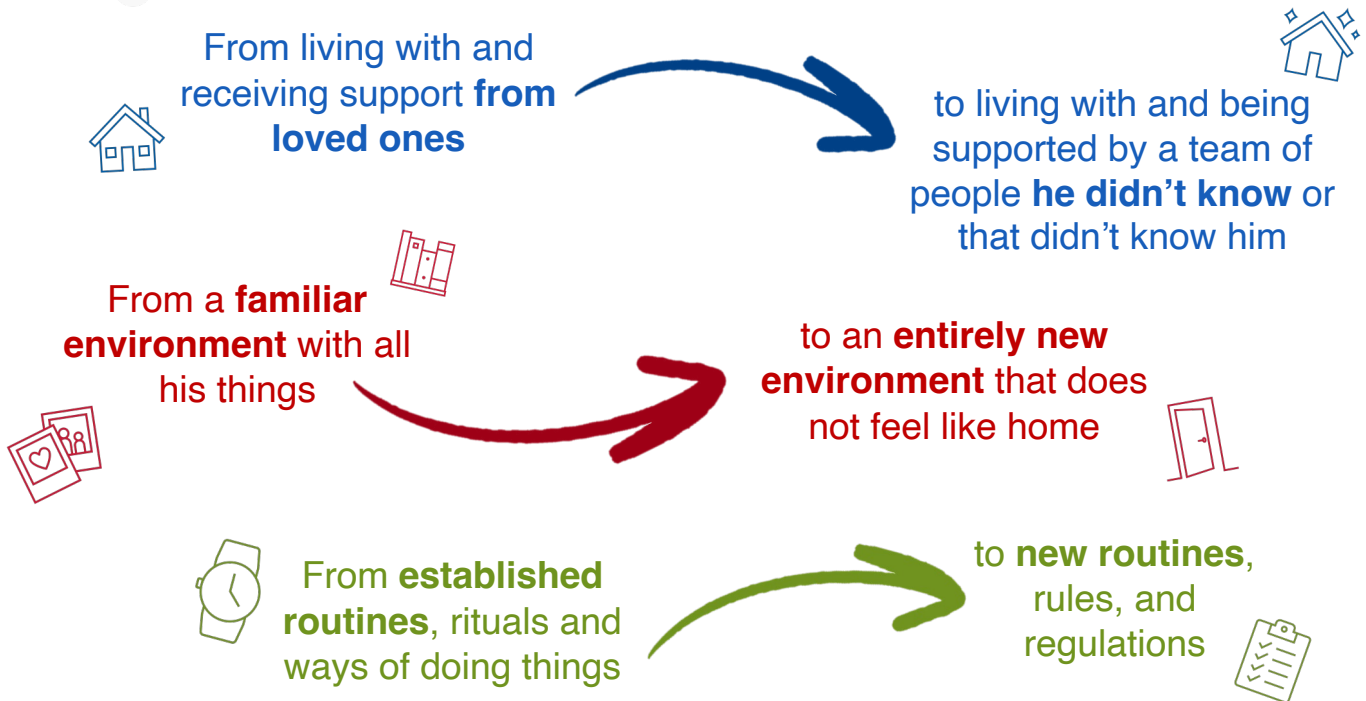 From living with and
receiving support from
loved ones
to living with and being
supported by a team of
people he didn’t know or
that didn’t know him
From a familiar
environment with all
his things
to an entirely new
environment that does
not feel like home
From established
routines, rituals and
ways of doing things
to new routines,
rules, and
regulations